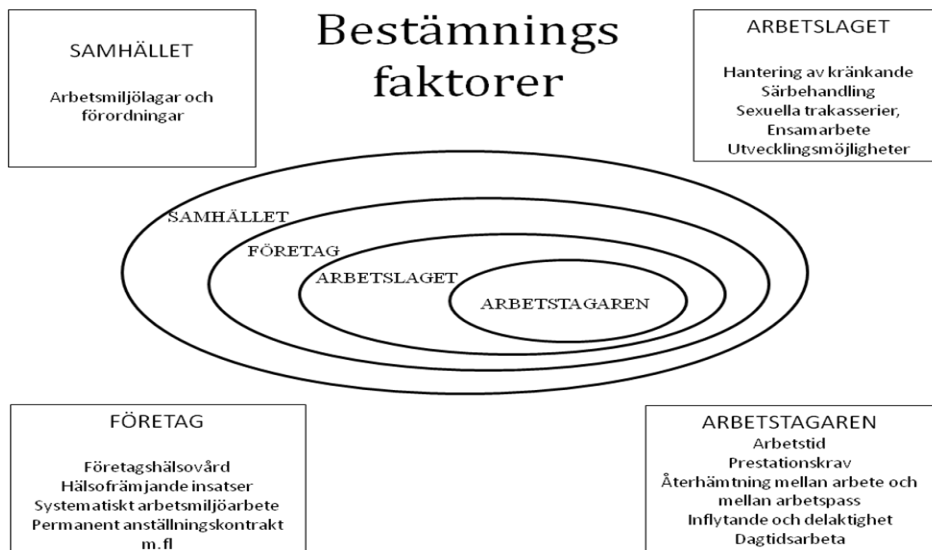 Bestämnings
faktorer
SAMHÄLLET
Arbetsmiljölagar och
förordningar
ARBETSLAGET
Hantering av kränkande
Särbehandling
Sexuella trakasserier,
Ensamarbete
Utvecklingsmöjligheter
SAMHÄLLET
FÖRETAG
ARBETSLAGET
ARBETSTAGAREN
FÖRETAG
Företagshälsovård
Hälsofrämjande insatser
Systematiskt arbetsmiljöarbete
Permanent anställningskontrakt
m.fl
ARBETSTAGAREN
Arbetstid
Prestationskrav
Återhämtning mellan arbete och
mellan arbetspass
Inflytande och delaktighet
Dagtidsarbeta